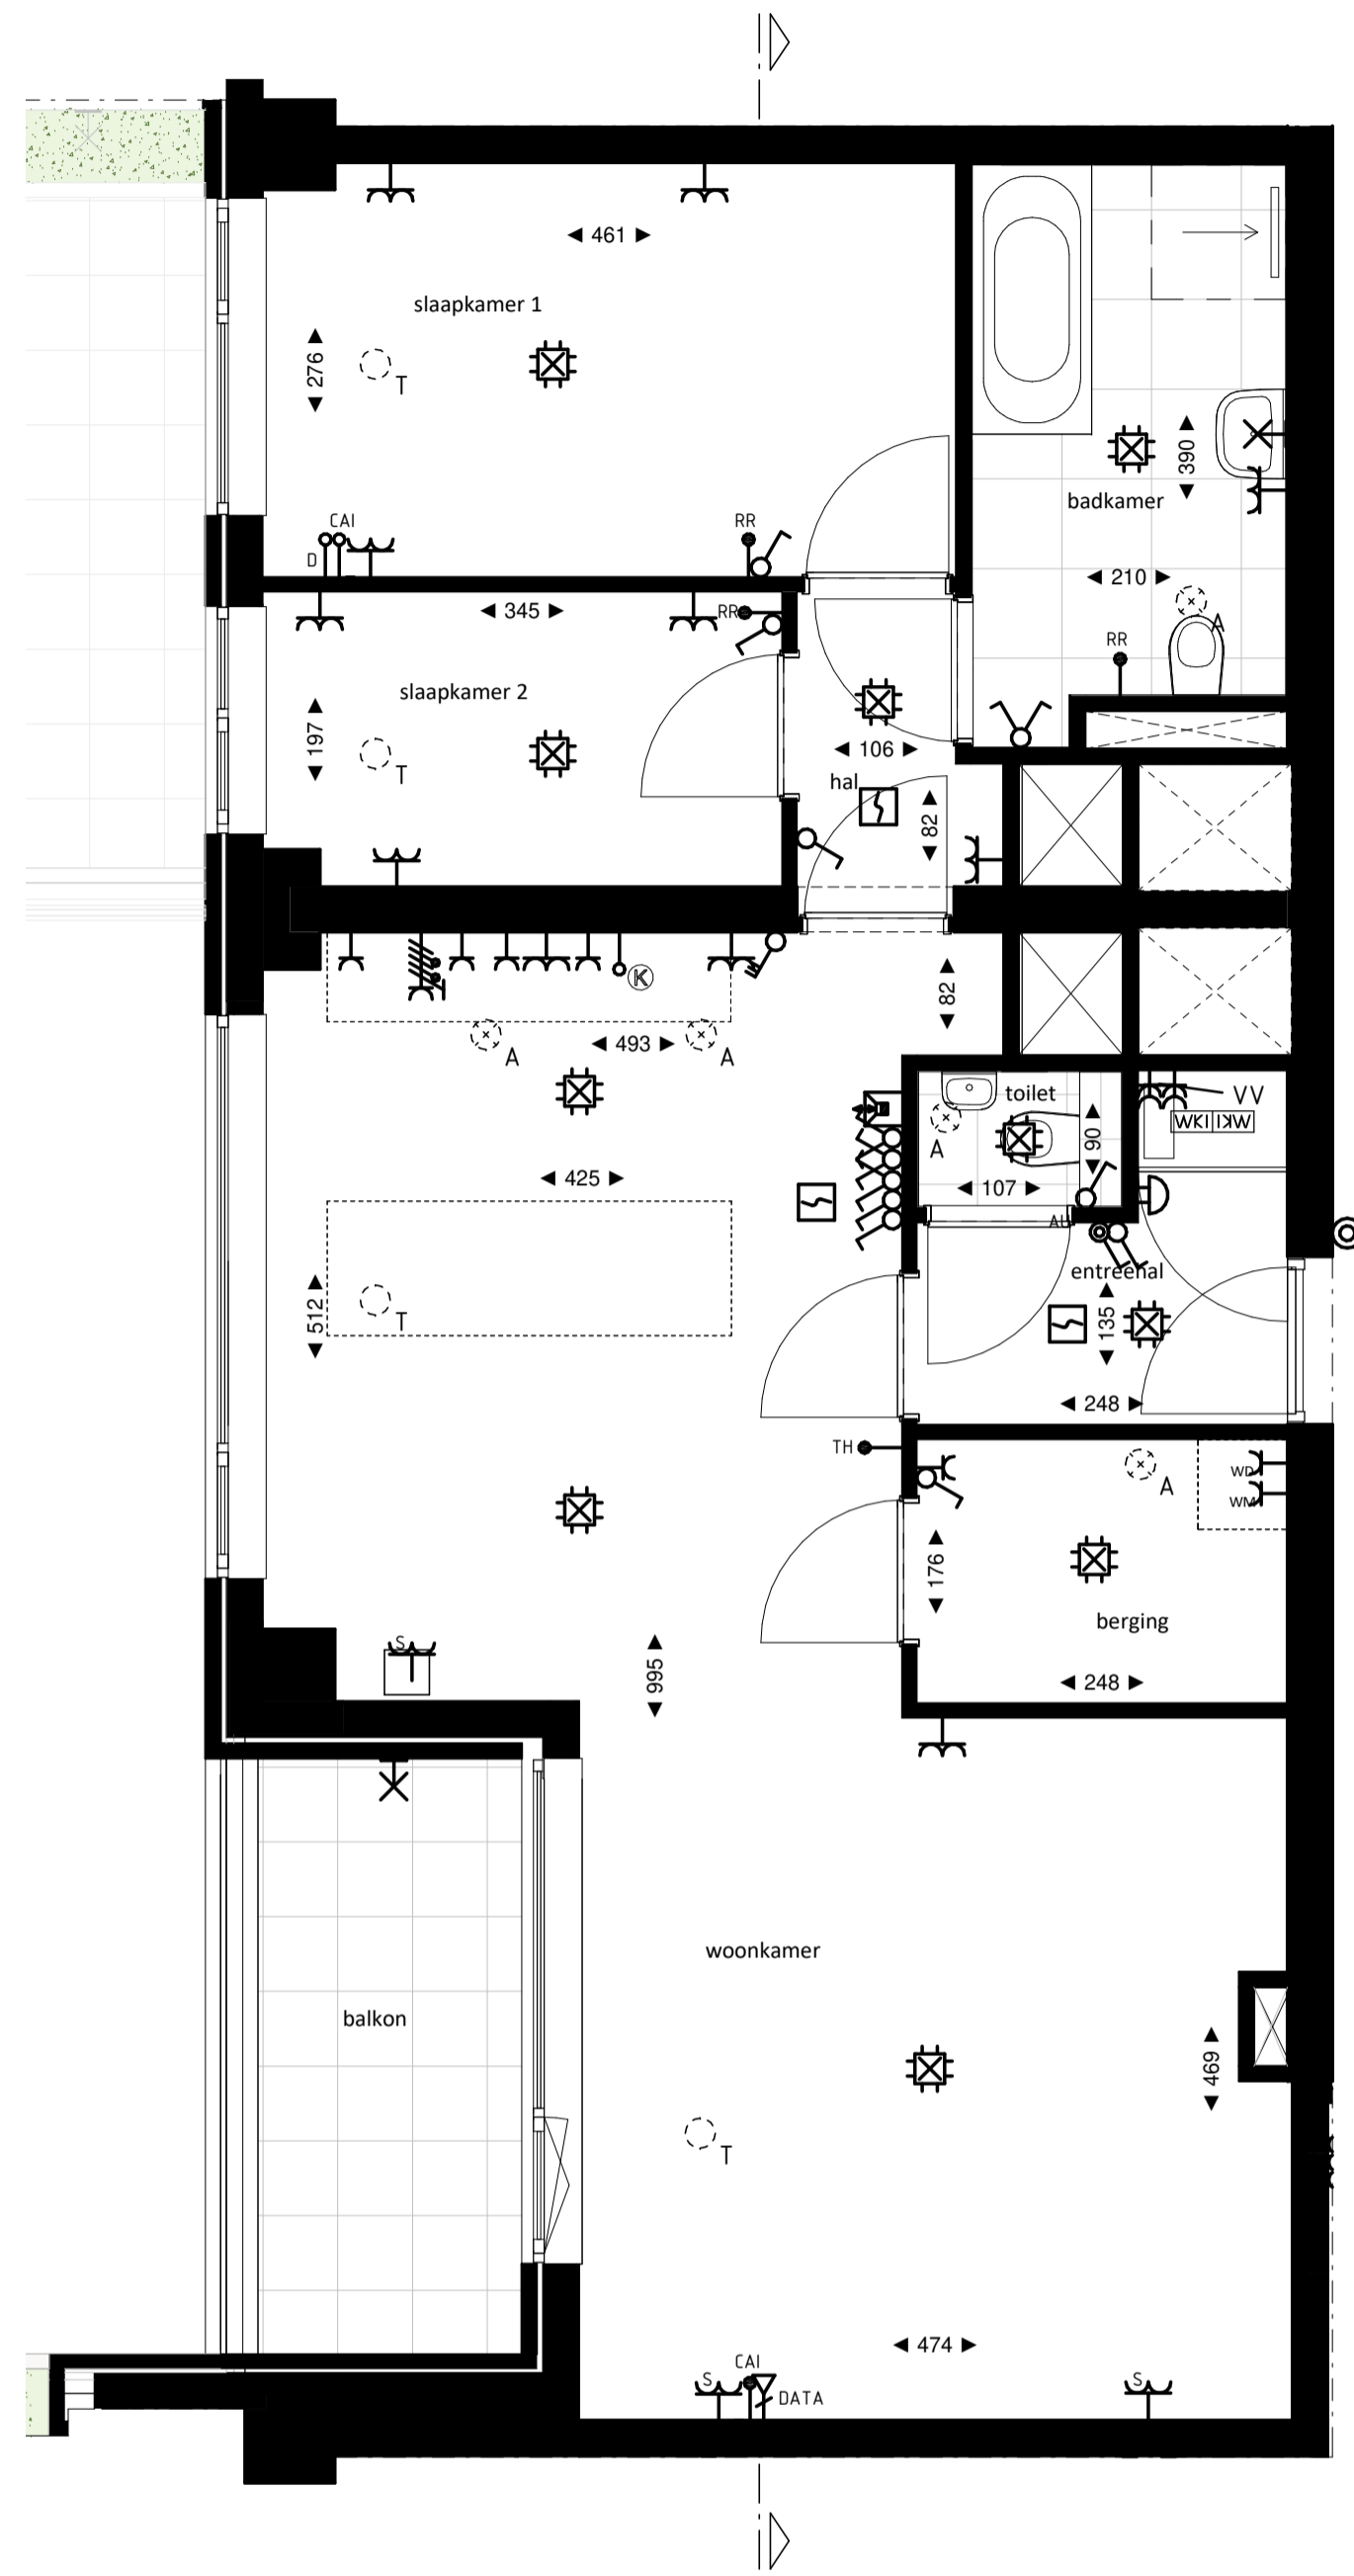 461
slaapkamer 1
276
T
390
badkamer
CAI
D
RR
210
A
RR
345
RR
slaapkamer 2
197
T
106
hal
82
K
493
A
A
82
toilet
VV
WKI WKI
90
A
425
107
AU
entreehal
512
T
135
248
TH
WD
A
WM
176
berging
S
995
248
woonkamer
balkon
469
T
474
CAI
S
DATA
S